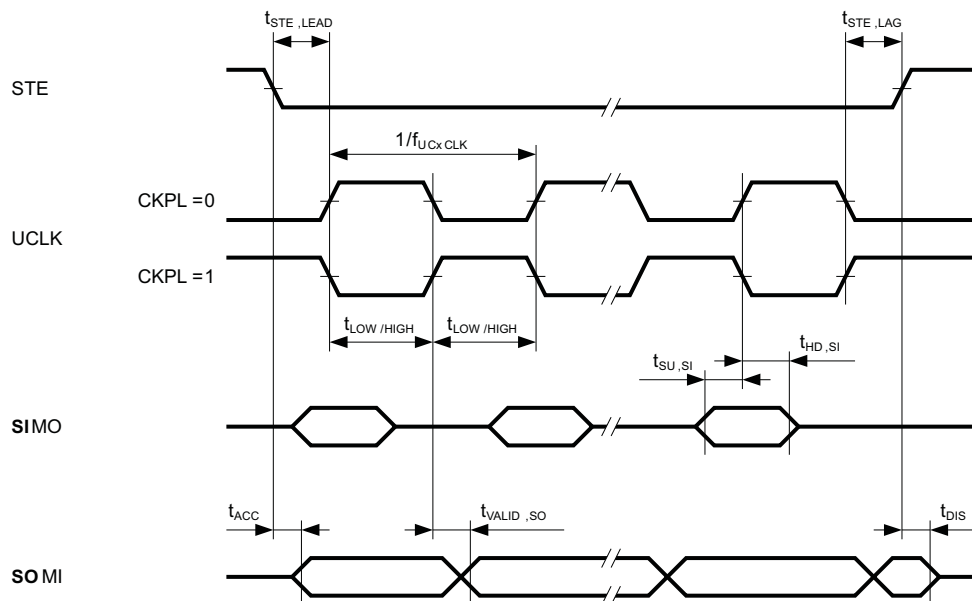 tSTE,LEAD
tSTE,LAG
STE
1/fUCxCLK
CKPL=0
UCLK
CKPL=1
tLOW/HIGH
tLOW/HIGH
tSU,SI
tHD,SI
SIMO
tACC
tVALID,SO
tDIS
SOMI